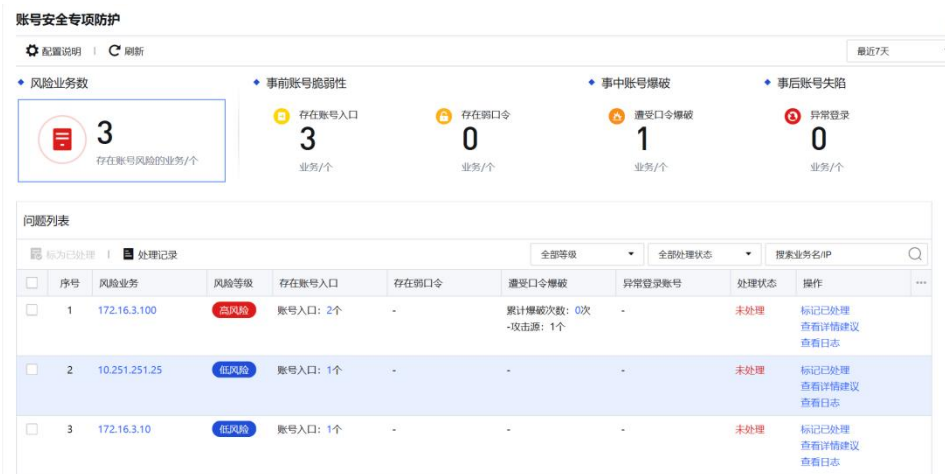 账号安全专项防护
配置说明 | 刷新 最近7天
风险业务数 事前账号脆弱性 事中账号爆破 事后账号失陷
存在账号入口 存在弱口令 遭受口令爆破 异常登录
3 3 0 1 0
存在账号风险的业务/个 业务/个 业务/个 业务/个 业务/个
问题列表
标为已处理 | 处理记录 全部等级 全部处理状态 搜索业务名/IP
序号 风险业务 风险等级 存在账号入口 存在弱口令 遭受口令爆破 异常登录账号 处理状态 操作
1 172.16.3.100 高风险 账号入口: 2个 - 累计爆破次数: 0次 - 未处理 标记已处理
-攻击源: 1个 查看详情建议
查看日志
2 10.251.251.25 低风险 账号入口: 1个 - - - 未处理 标记已处理
查看详情建议
查看日志
3 172.16.3.10 低风险 账号入口: 1个 - - - 未处理 标记已处理
查看详情建议
查看日志